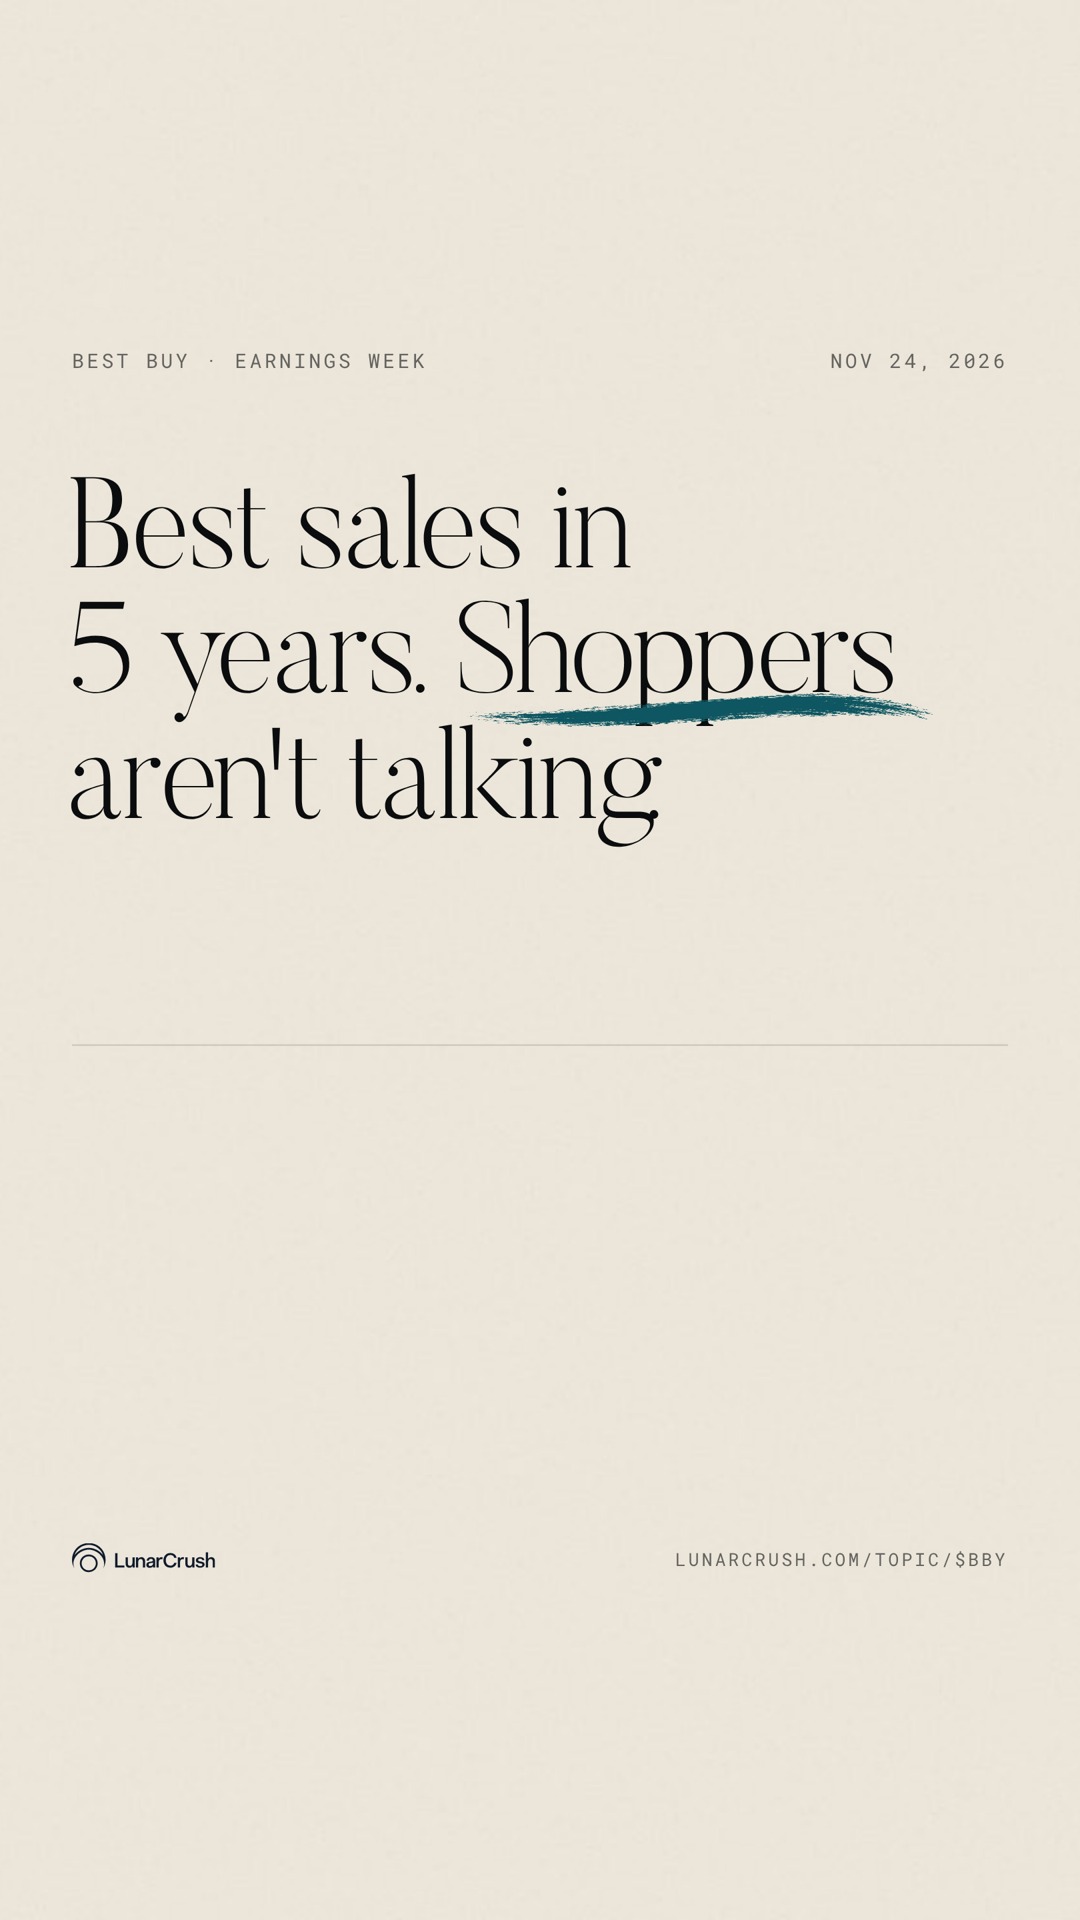 BEST BUY · EARNINGS WEEK
NOV 24, 2026
Best sales in
5 years. Shoppers
aren't talking
LunarCrush
LUNARCRUSH.COM/TOPIC/$BBY